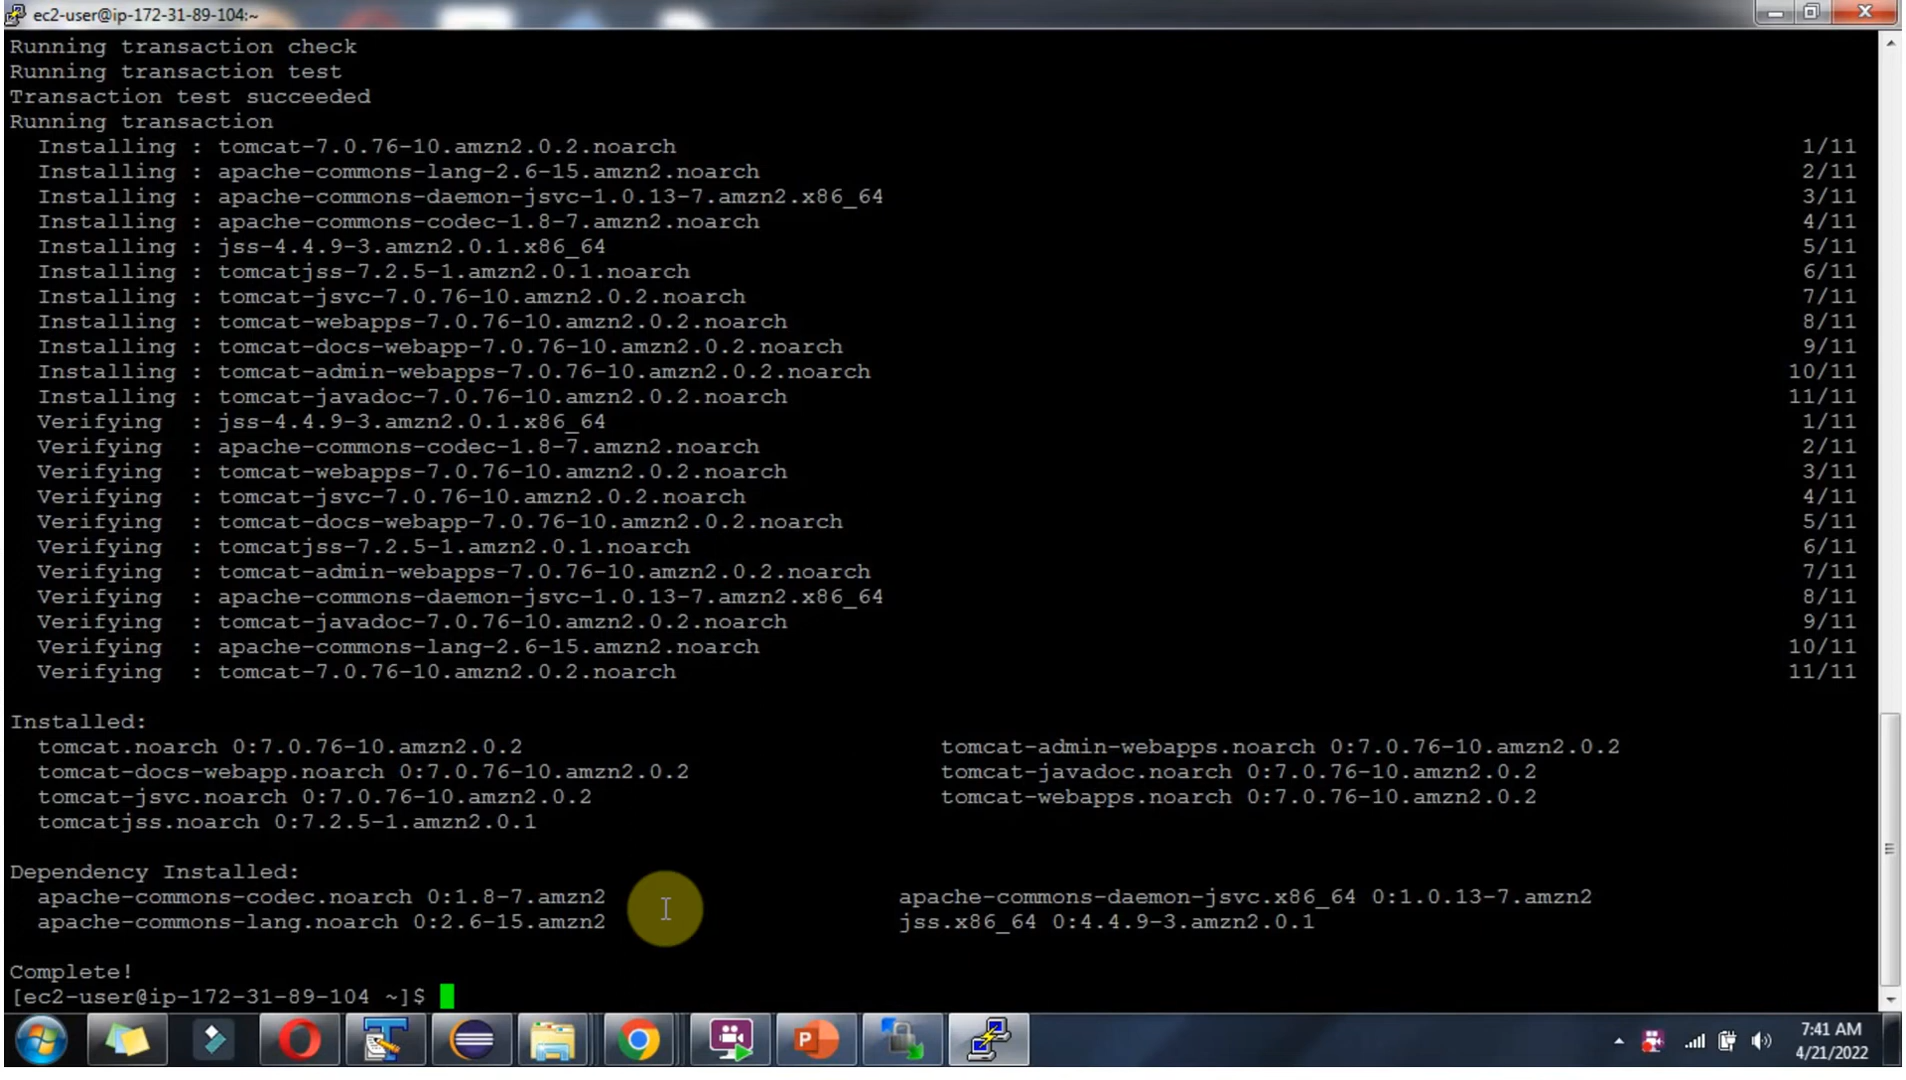 ec2-user@ip-172-31-89-104:~
Running transaction check
Running transaction test
Transaction test succeeded
Running transaction
Installing : tomcat-7.0.76-10.amzn2.0.2.noarch 1/11
Installing : apache-commons-lang-2.6-15.amzn2.noarch 2/11
Installing : apache-commons-daemon-jsvc-1.0.13-7.amzn2.x86_64 3/11
Installing : apache-commons-codec-1.8-7.amzn2.noarch 4/11
Installing : jss-4.4.9-3.amzn2.0.1.x86_64 5/11
Installing : tomcatjss-7.2.5-1.amzn2.0.1.noarch 6/11
Installing : tomcat-jsvc-7.0.76-10.amzn2.0.2.noarch 7/11
Installing : tomcat-webapps-7.0.76-10.amzn2.0.2.noarch 8/11
Installing : tomcat-docs-webapp-7.0.76-10.amzn2.0.2.noarch 9/11
Installing : tomcat-admin-webapps-7.0.76-10.amzn2.0.2.noarch 10/11
Installing : tomcat-javadoc-7.0.76-10.amzn2.0.2.noarch 11/11
Verifying : jss-4.4.9-3.amzn2.0.1.x86_64 1/11
Verifying : apache-commons-codec-1.8-7.amzn2.noarch 2/11
Verifying : tomcat-webapps-7.0.76-10.amzn2.0.2.noarch 3/11
Verifying : tomcat-jsvc-7.0.76-10.amzn2.0.2.noarch 4/11
Verifying : tomcat-docs-webapp-7.0.76-10.amzn2.0.2.noarch 5/11
Verifying : tomcatjss-7.2.5-1.amzn2.0.1.noarch 6/11
Verifying : tomcat-admin-webapps-7.0.76-10.amzn2.0.2.noarch 7/11
Verifying : apache-commons-daemon-jsvc-1.0.13-7.amzn2.x86_64 8/11
Verifying : tomcat-javadoc-7.0.76-10.amzn2.0.2.noarch 9/11
Verifying : apache-commons-lang-2.6-15.amzn2.noarch 10/11
Verifying : tomcat-7.0.76-10.amzn2.0.2.noarch 11/11
Installed:
tomcat.noarch 0:7.0.76-10.amzn2.0.2 tomcat-admin-webapps.noarch 0:7.0.76-10.amzn2.0.2
tomcat-docs-webapp.noarch 0:7.0.76-10.amzn2.0.2 tomcat-javadoc.noarch 0:7.0.76-10.amzn2.0.2
tomcat-jsvc.noarch 0:7.0.76-10.amzn2.0.2 tomcat-webapps.noarch 0:7.0.76-10.amzn2.0.2
tomcatjss.noarch 0:7.2.5-1.amzn2.0.1
Dependency Installed:
apache-commons-codec.noarch 0:1.8-7.amzn2 apache-commons-daemon-jsvc.x86_64 0:1.0.13-7.amzn2
apache-commons-lang.noarch 0:2.6-15.amzn2 jss.x86_64 0:4.4.9-3.amzn2.0.1
Complete!
[ec2-user@ip-172-31-89-104 ~]$
7:41 AM
4/21/2022